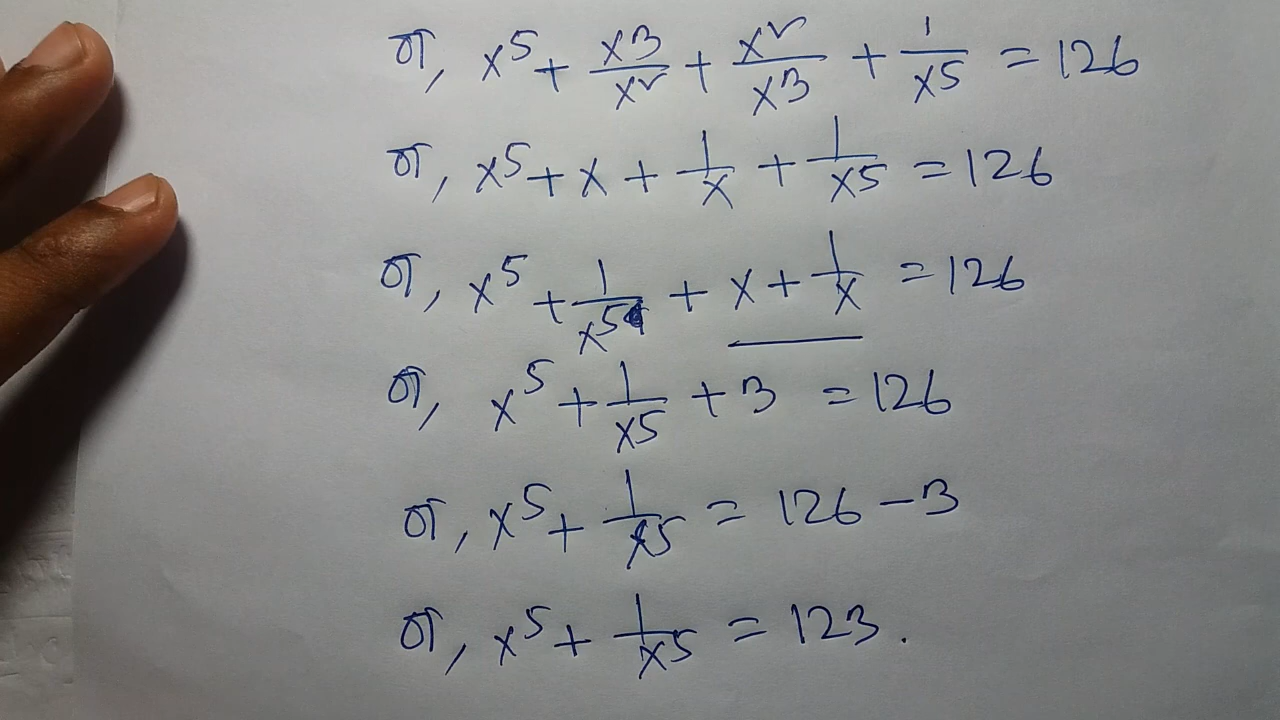 বা, x⁵ + x³/x² + x²/x³ + 1/x⁵ = 126
বা, x⁵ + x + 1/x + 1/x⁵ = 126
বা, x⁵ + 1/x⁵ + x + 1/x = 126
বা, x⁵ + 1/x⁵ + 3 = 126
বা, x⁵ + 1/x⁵ = 126 - 3
বা, x⁵ + 1/x⁵ = 123.